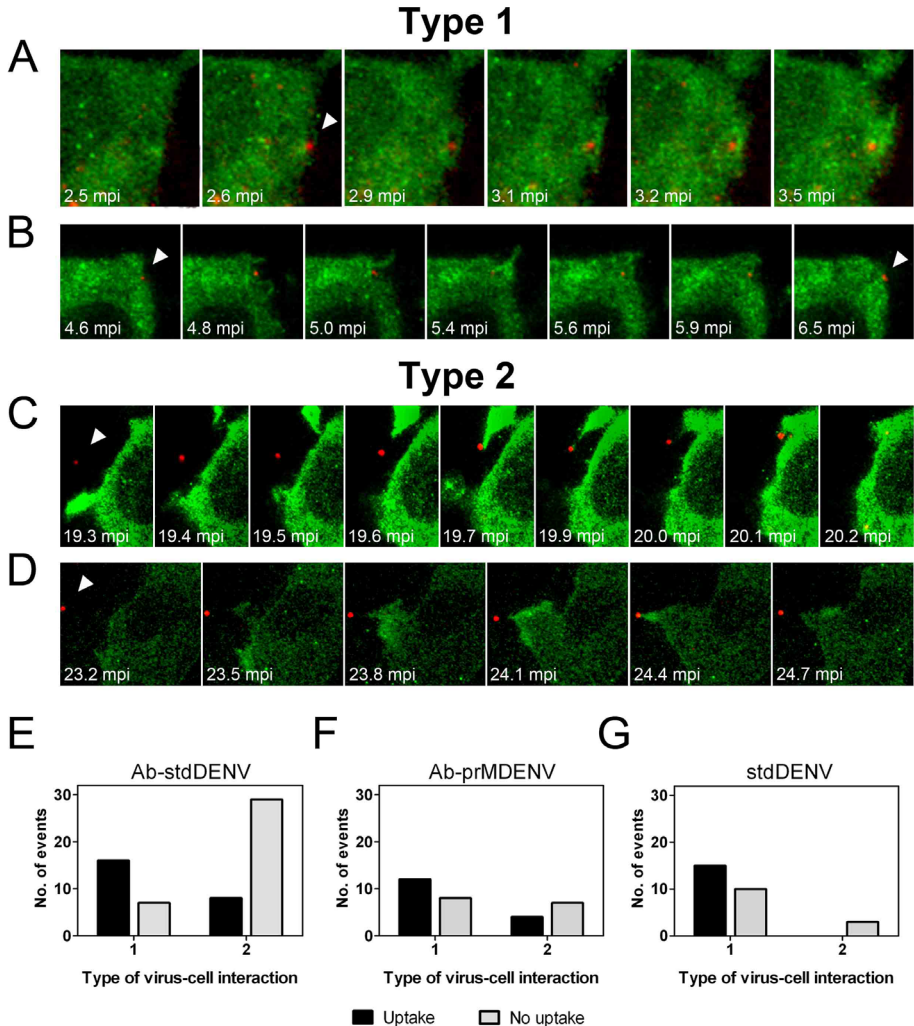 Type 1
A
2.5 mpi 2.6 mpi 2.9 mpi 3.1 mpi 3.2 mpi 3.5 mpi
B
4.6 mpi 4.8 mpi 5.0 mpi 5.4 mpi 5.6 mpi 5.9 mpi 6.5 mpi
Type 2
C
19.3 mpi 19.4 mpi 19.5 mpi 19.6 mpi 19.7 mpi 19.9 mpi 20.0 mpi 20.1 mpi 20.2 mpi
D
23.2 mpi 23.5 mpi 23.8 mpi 24.1 mpi 24.4 mpi 24.7 mpi
E
Ab-stdDENV
No. of events
30
20
10
0
1 2
Type of virus-cell interaction
F
Ab-prMDENV
No. of events
30
20
10
0
1 2
Type of virus-cell interaction
G
stdDENV
No. of events
30
20
10
0
1 2
Type of virus-cell interaction
Uptake No uptake